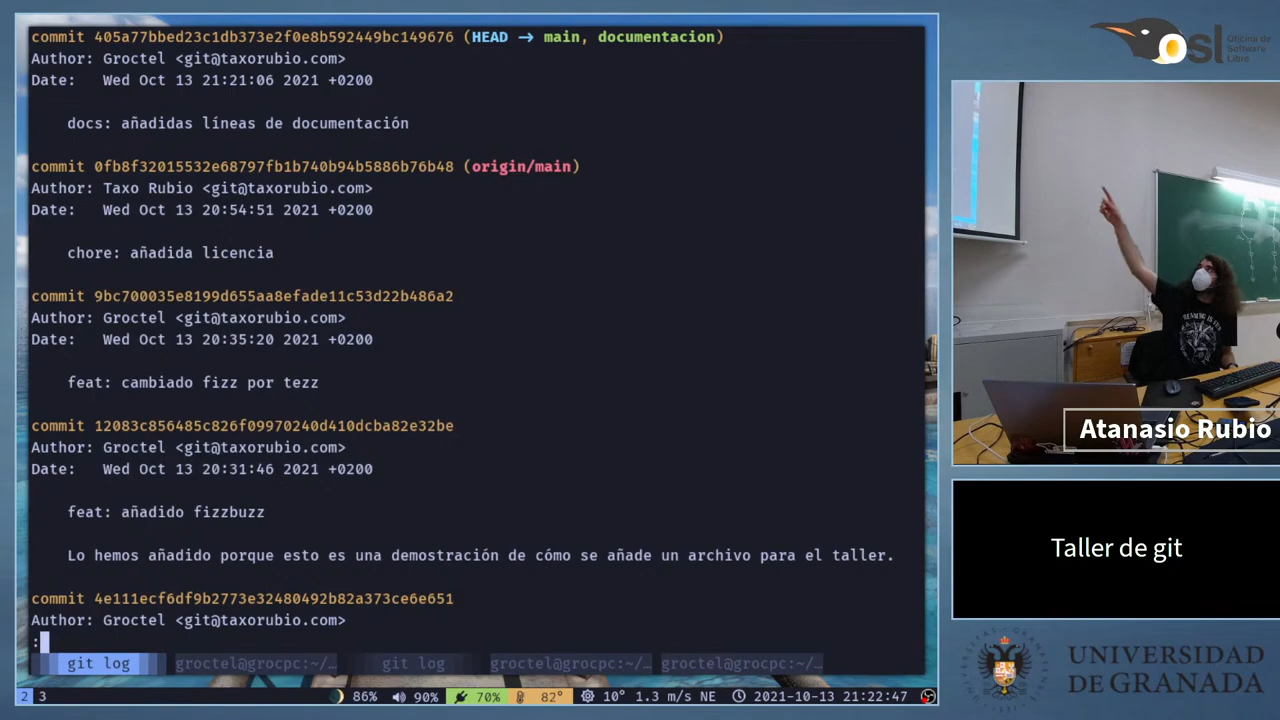 commit 405a77bbed23c1db373e2f0e8b592449bc149676 (HEAD → main, documentacion)
Author: Groctel <git@taxorubio.com>
Date: Wed Oct 13 21:21:06 2021 +0200
docs: añadidas líneas de documentación
commit 0fb8f32015532e68797fb1b740b94b5886b76b48 (origin/main)
Author: Taxo Rubio <git@taxorubio.com>
Date: Wed Oct 13 20:54:51 2021 +0200
chore: añadida licencia
commit 9bc700035e8199d655aa8efade11c53d22b486a2
Author: Groctel <git@taxorubio.com>
Date: Wed Oct 13 20:35:20 2021 +0200
feat: cambiado fizz por tezz
commit 12083c856485c826f09970240d410dcba82e32be
Author: Groctel <git@taxorubio.com>
Date: Wed Oct 13 20:31:46 2021 +0200
feat: añadido fizzbuzz
Lo hemos añadido porque esto es una demostración de cómo se añade un archivo para el taller.
commit 4e111ecf6df9b2773e32480492b82a373ce6e651
Author: Groctel <git@taxorubio.com>
:
git log groctel@grocpc:~/… git log groctel@grocpc:~/… groctel@grocpc:~/…
2 3 86% 90% 70% 82° 10° 1.3 m/s NE 2021-10-13 21:22:47
osl
Oficina de
Software
Libre
Atanasio Rubio
Taller de git
UNIVERSIDAD
DE GRANADA